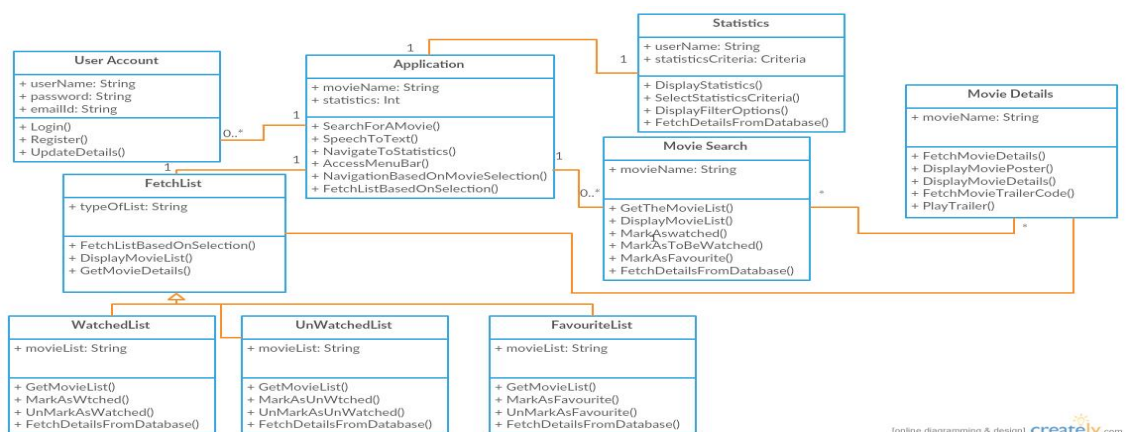 Statistics
+ userName: String
+ statisticsCriteria: Criteria
+ DisplayStatistics()
+ SelectStatisticsCriteria()
+ DisplayFilterOptions()
+ FetchDetailsFromDatabase()
1
1
User Account
+ userName: String
+ password: String
+ emailId: String
+ Login()
+ Register()
+ UpdateDetails()
0..*
1
Application
+ movieName: String
+ statistics: Int
+ SearchForAMovie()
+ SpeechToText()
+ NavigateToStatistics()
+ AccessMenuBar()
+ NavigationBasedOnMovieSelection()
+ FetchListBasedOnSelection()
1
1
1
0..*
Movie Search
+ movieName: String
+ GetTheMovieList()
+ DisplayMovieList()
+ MarkAswatched()
+ MarkAsToBeWatched()
+ MarkAsFavourite()
+ FetchDetailsFromDatabase()
*
*
Movie Details
+ movieName: String
+ FetchMovieDetails()
+ DisplayMoviePoster()
+ DisplayMovieDetails()
+ FetchMovieTrailerCode()
+ PlayTrailer()
FetchList
+ typeOfList: String
+ FetchListBasedOnSelection()
+ DisplayMovieList()
+ GetMovieDetails()
WatchedList
+ movieList: String
+ GetMovieList()
+ MarkAsWtched()
+ UnMarkAsWatched()
+ FetchDetailsFromDatabase()
UnWatchedList
+ movieList: String
+ GetMovieList()
+ MarkAsUnWtched()
+ UnMarkAsUnWatched()
+ FetchDetailsFromDatabase()
FavouriteList
+ movieList: String
+ GetMovieList()
+ MarkAsFavourite()
+ UnMarkAsFavourite()
+ FetchDetailsFromDatabase()
[online diagramming & design] creately.com